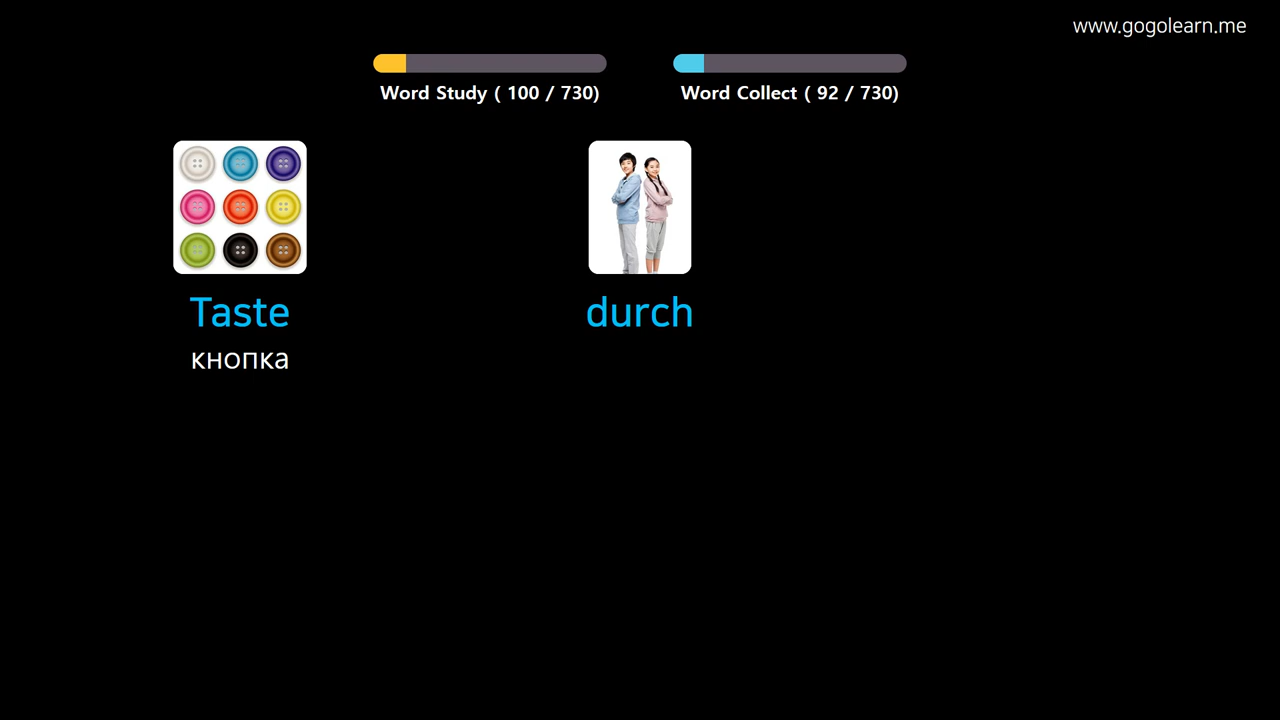 www.gogolearn.me
Word Study ( 100 / 730)
Word Collect ( 92 / 730)
Taste
кнопка
durch